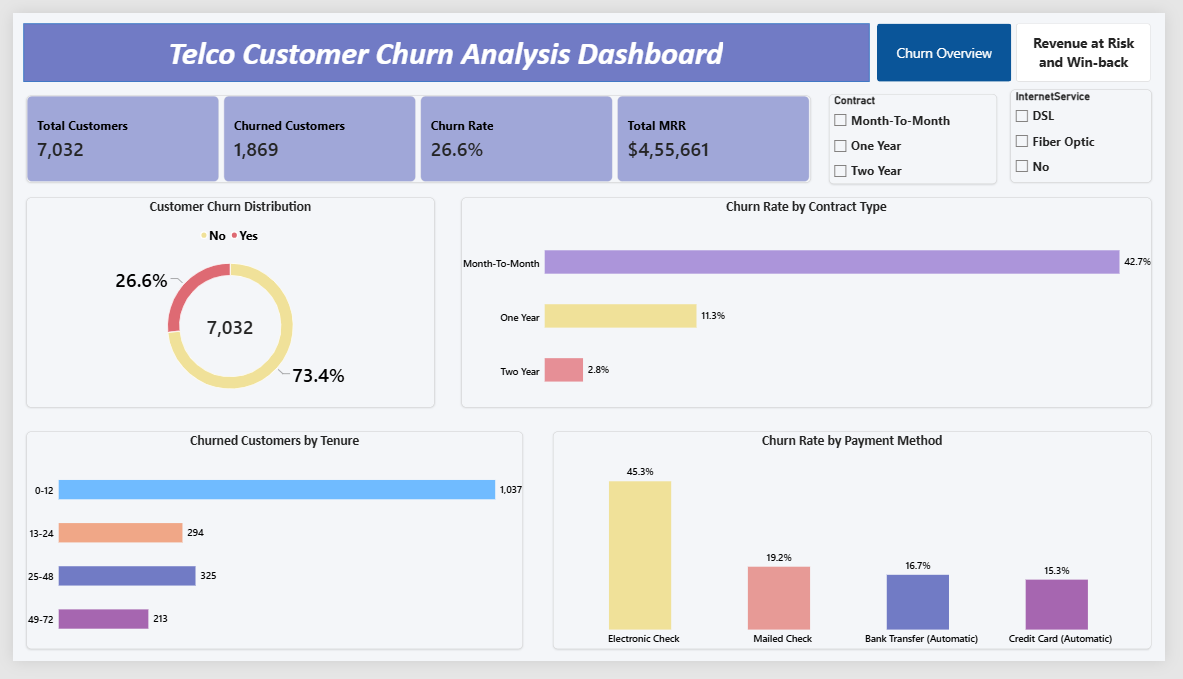 Telco Customer Churn Analysis Dashboard
Churn Overview
Revenue at Risk
and Win-back
Total Customers
7,032
Churned Customers
1,869
Churn Rate
26.6%
Total MRR
$4,55,661
Contract
Month-To-Month
One Year
Two Year
InternetService
DSL
Fiber Optic
No
Customer Churn Distribution
No Yes
26.6%
7,032
73.4%
Churn Rate by Contract Type
Month-To-Month 42.7%
One Year 11.3%
Two Year 2.8%
Churned Customers by Tenure
0-12 1,037
13-24 294
25-48 325
49-72 213
Churn Rate by Payment Method
45.3%
19.2%
16.7%
15.3%
Electronic Check Mailed Check Bank Transfer (Automatic) Credit Card (Automatic)